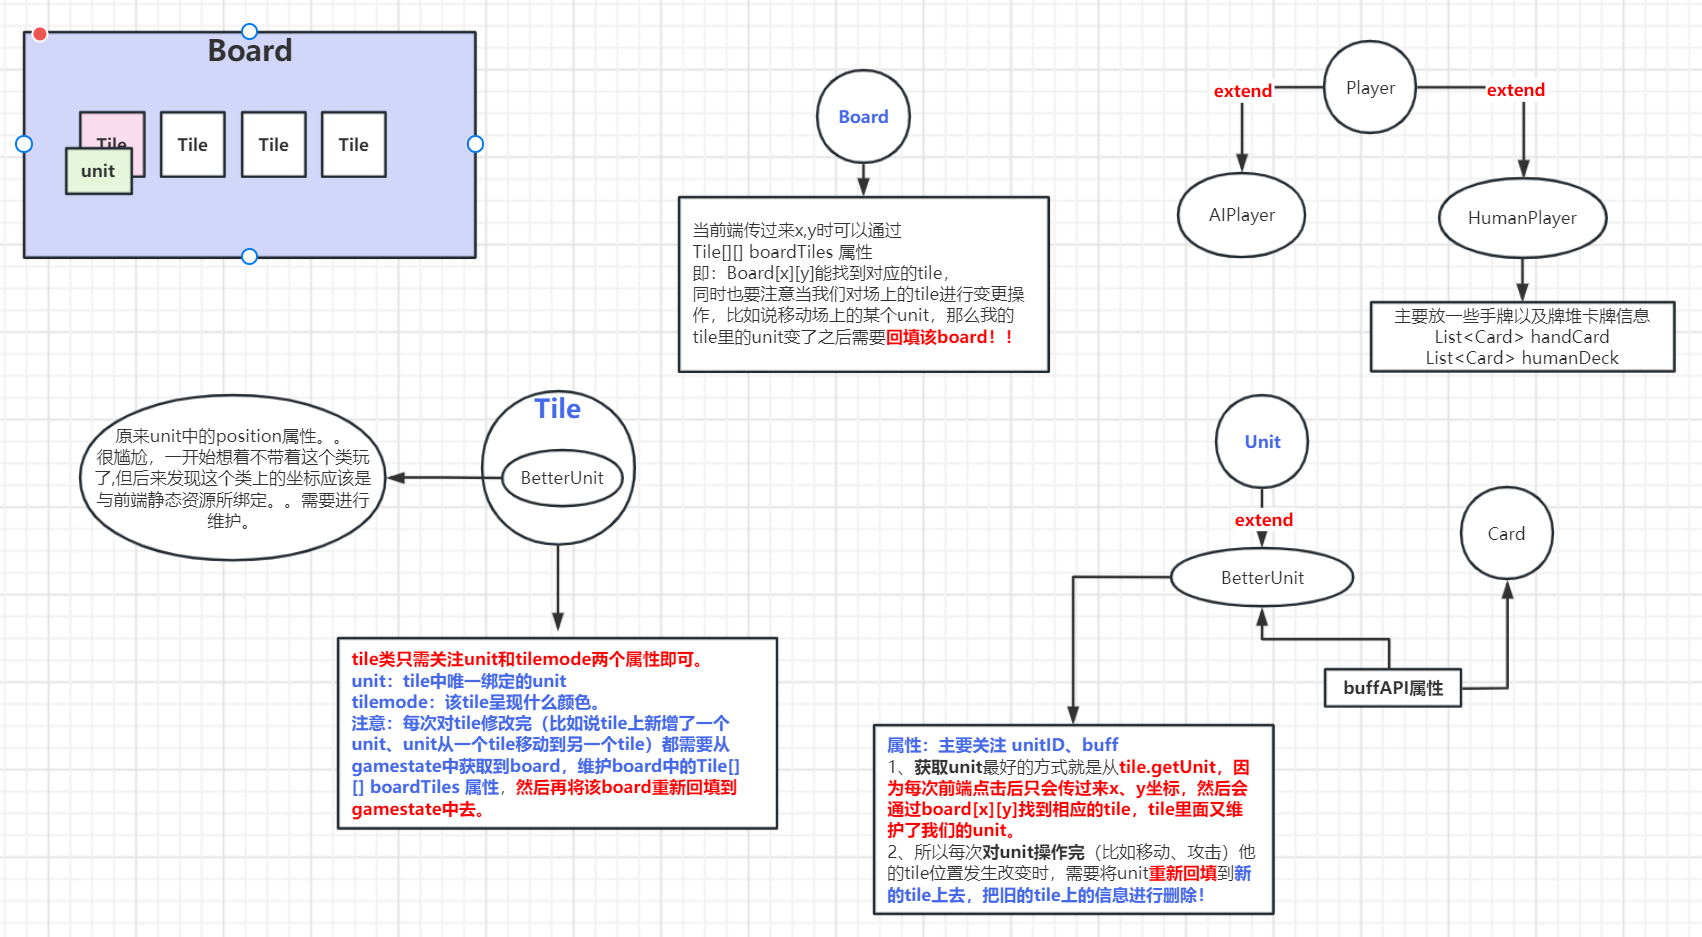 Board
Tile
Tile
Tile
Tile
unit
Board
当前端传过来x,y时可以通过
Tile[][] boardTiles 属性
即：Board[x][y]能找到对应的tile，
同时也要注意当我们对场上的tile进行变更操
作，比如说移动场上的某个unit，那么我的
tile里的unit变了之后需要回填该board！！
Player
extend
extend
AIPlayer
HumanPlayer
主要放一些手牌以及牌堆卡牌信息
List<Card> handCard
List<Card> humanDeck
原来unit中的position属性。。
很尴尬，一开始想着不带着这个类玩
了,但后来发现这个类上的坐标应该是
与前端静态资源所绑定。。需要进行
维护。
Tile
BetterUnit
tile类只需关注unit和tilemode两个属性即可。
unit：tile中唯一绑定的unit
tilemode：该tile呈现什么颜色。
注意：每次对tile修改完（比如说tile上新增了一个
unit、unit从一个tile移动到另一个tile）都需要从
gamestate中获取到board，维护board中的Tile[]
[] boardTiles 属性，然后再将该board重新回填到
gamestate中去。
Unit
extend
BetterUnit
Card
buffAPI属性
属性：主要关注 unitID、buff
1、获取unit最好的方式就是从tile.getUnit，因
为每次前端点击后只会传过来x、y坐标，然后会
通过board[x][y]找到相应的tile，tile里面又维
护了我们的unit。
2、所以每次对unit操作完（比如移动、攻击）他
的tile位置发生改变时，需要将unit重新回填到新
的tile上去，把旧的tile上的信息进行删除！